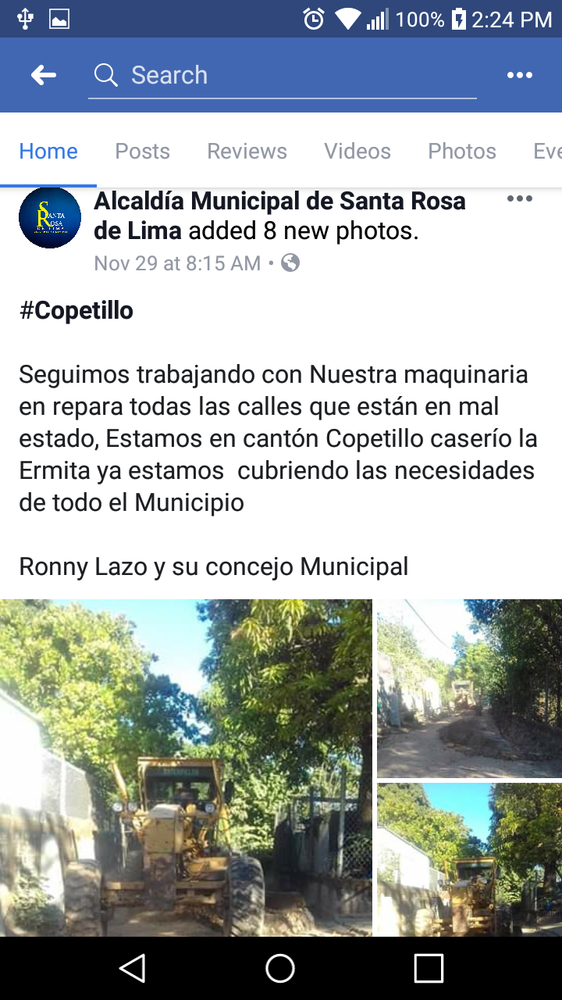 100% 2:24 PM
Search
Home Posts Reviews Videos Photos Eve
SANTA
ROSA
DE LIMA
Alcaldía Municipal de Santa Rosa
de Lima added 8 new photos.
Nov 29 at 8:15 AM •
#Copetillo
Seguimos trabajando con Nuestra maquinaria
en repara todas las calles que están en mal
estado, Estamos en cantón Copetillo caserío la
Ermita ya estamos  cubriendo las necesidades
de todo el Municipio
Ronny Lazo y su concejo Municipal